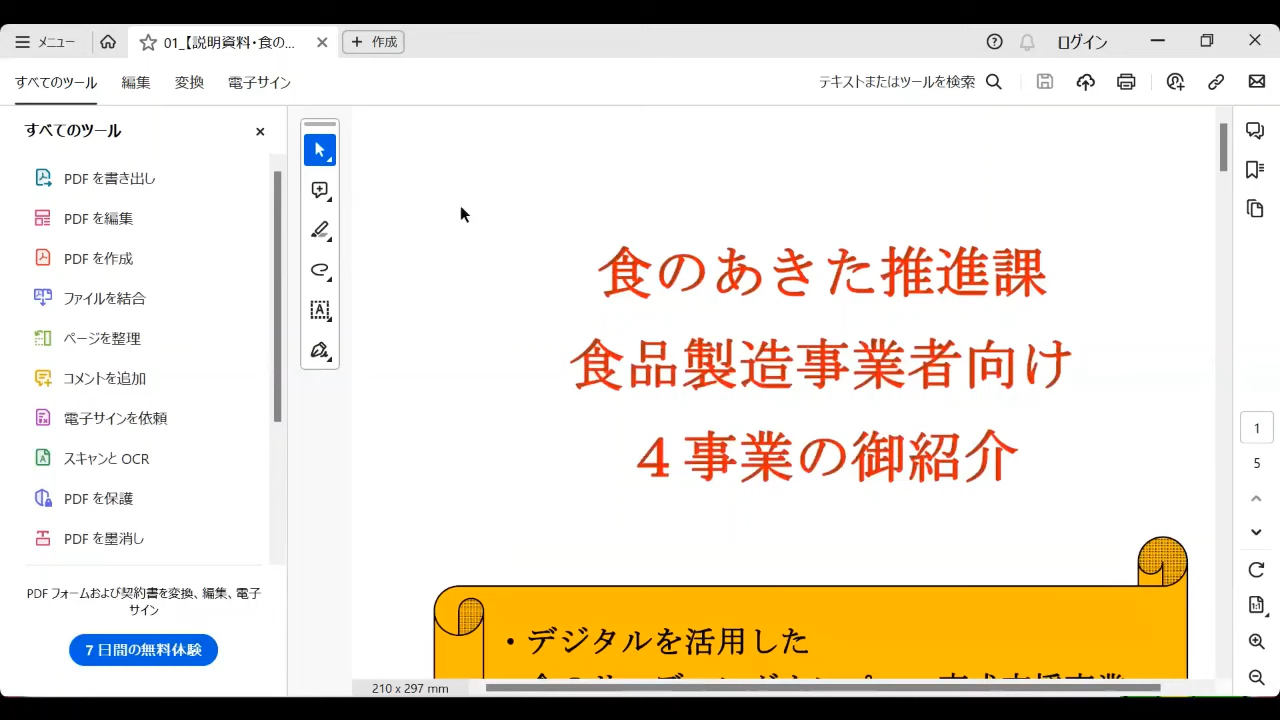 メニュー
01_【説明資料・食の...
作成
ログイン
すべてのツール
編集
変換
電子サイン
テキストまたはツールを検索
すべてのツール
PDF を書き出し
PDF を編集
PDF を作成
ファイルを結合
ページを整理
コメントを追加
電子サインを依頼
スキャンと OCR
PDF を保護
PDF を墨消し
PDF フォームおよび契約書を変換、編集、電子
サイン
7 日間の無料体験
食のあきた推進課
食品製造事業者向け
4事業の御紹介
・デジタルを活用した
210 x 297 mm
1
5